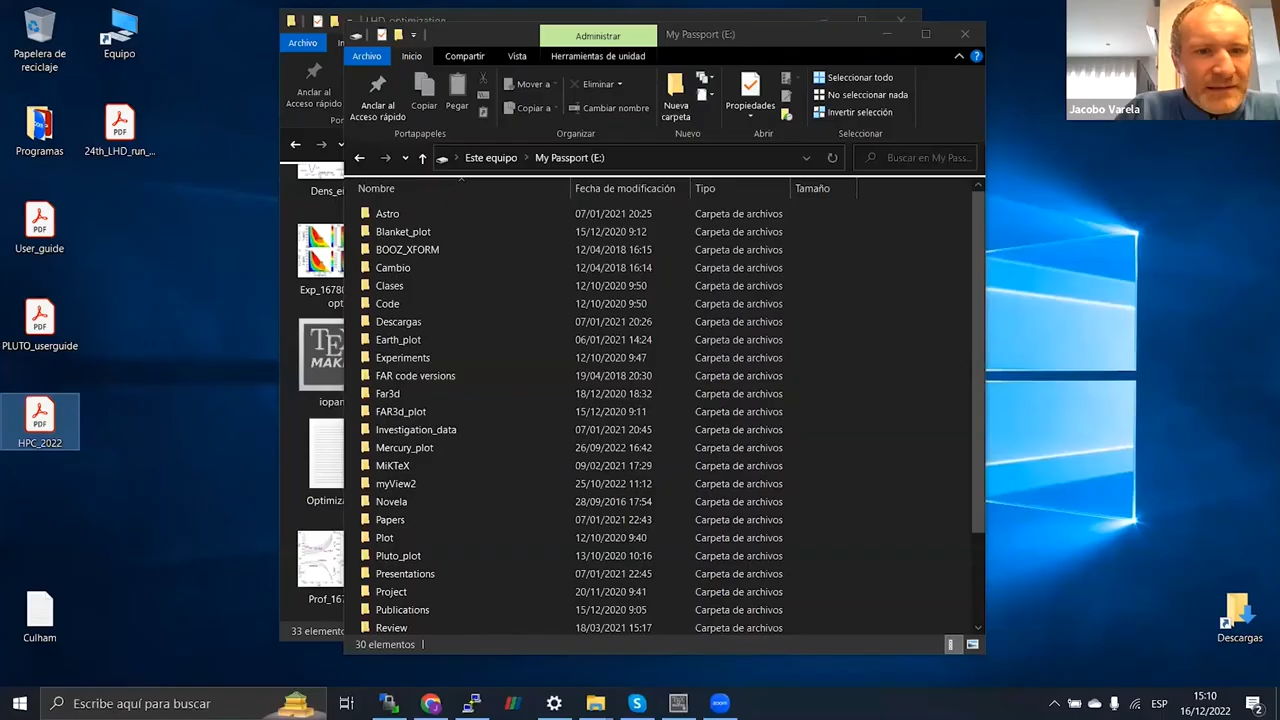 Papelera de
reciclaje
Equipo
Programas
24th_LHD_run_...
User_guide
PLUTO_userguide
HPC_2022
Culham
Descargas
Archivo
Anclar al
Acceso rápido
Dens_ei
Exp_16780
opt
TEX
MAK
iopar
Optimiza
Prof_167
33 elemento
Administrar
My Passport (E:)
Archivo
Inicio
Compartir
Vista
Herramientas de unidad
Anclar al
Acceso
Copiar
Pegar
Mover a
Copiar a
Eliminar
Cambiar nombre
Nueva
carpeta
Propiedades
Seleccionar todo
No seleccionar nada
Invertir selección
Portapapeles
Organizar
Nuevo
Abrir
Seleccionar
Este equipo
My Passport (E:)
Buscar en My Pass...
Nombre Fecha de modificación Tipo Tamaño
Astro 07/01/2021 20:25 Carpeta de archivos
Blanket_plot 15/12/2020 9:12 Carpeta de archivos
BOOZ_XFORM 12/04/2018 16:15 Carpeta de archivos
Cambio 12/04/2018 16:14 Carpeta de archivos
Clases 12/10/2020 9:50 Carpeta de archivos
Code 12/10/2020 9:50 Carpeta de archivos
Descargas 07/01/2021 20:26 Carpeta de archivos
Earth_plot 06/01/2021 14:24 Carpeta de archivos
Experiments 12/10/2020 9:47 Carpeta de archivos
FAR code versions 19/04/2018 20:30 Carpeta de archivos
Far3d 18/12/2020 18:32 Carpeta de archivos
FAR3d_plot 15/12/2020 9:11 Carpeta de archivos
Investigation_data 07/01/2021 20:45 Carpeta de archivos
Mercury_plot 26/09/2022 16:42 Carpeta de archivos
MiKTeX 09/02/2021 17:29 Carpeta de archivos
myView2 25/10/2022 11:12 Carpeta de archivos
Novela 28/09/2016 17:54 Carpeta de archivos
Papers 07/01/2021 22:43 Carpeta de archivos
Plot 12/10/2020 9:40 Carpeta de archivos
Pluto_plot 13/10/2020 10:16 Carpeta de archivos
Presentations 07/01/2021 22:45 Carpeta de archivos
Project 20/11/2020 9:41 Carpeta de archivos
Publications 15/12/2020 9:05 Carpeta de archivos
Review 18/03/2021 15:17 Carpeta de archivos
30 elementos
Jacobo Varela
Escribe aquí para buscar
zoom
ESP
15:10
16/12/2022
2